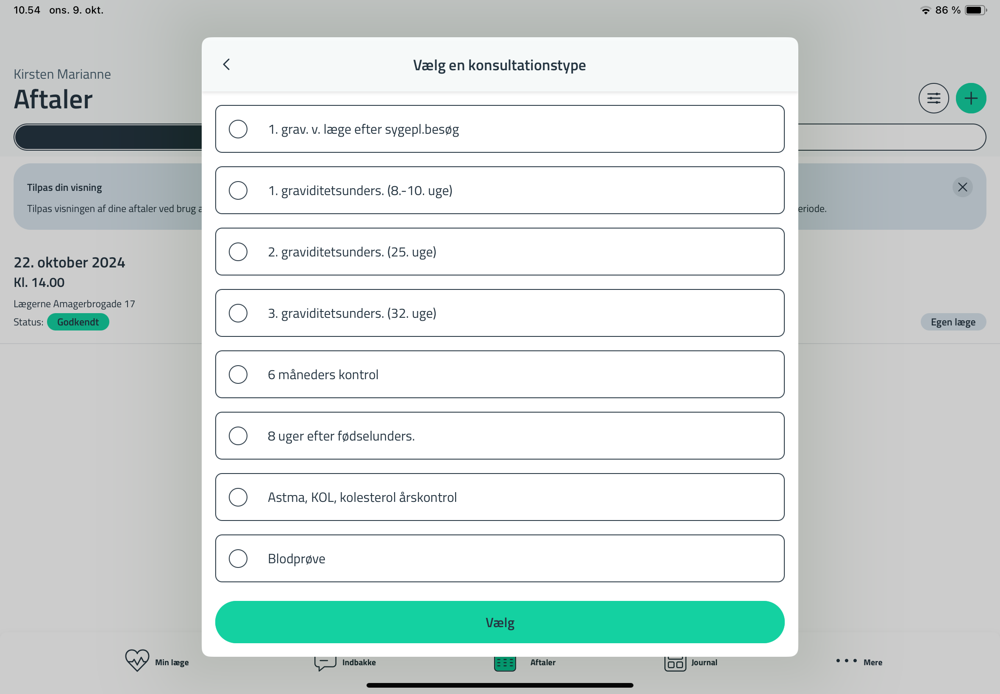 10.54 ons. 9. okt.
86 %
Kirsten Marianne
Aftaler
Tilpas din visning
Tilpas visningen af dine aftaler ved brug
eriode.
22. oktober 2024
Kl. 14.00
Lægerne Amagerbrogade 17
Status: Godkendt
Egen læge
Vælg en konsultationstype
1. grav. v. læge efter sygepl.besøg
1. graviditetsunders. (8.-10. uge)
2. graviditetsunders. (25. uge)
3. graviditetsunders. (32. uge)
6 måneders kontrol
8 uger efter fødselunders.
Astma, KOL, kolesterol årskontrol
Blodprøve
Vælg
Min læge
Indbakke
Aftaler
Journal
Mere